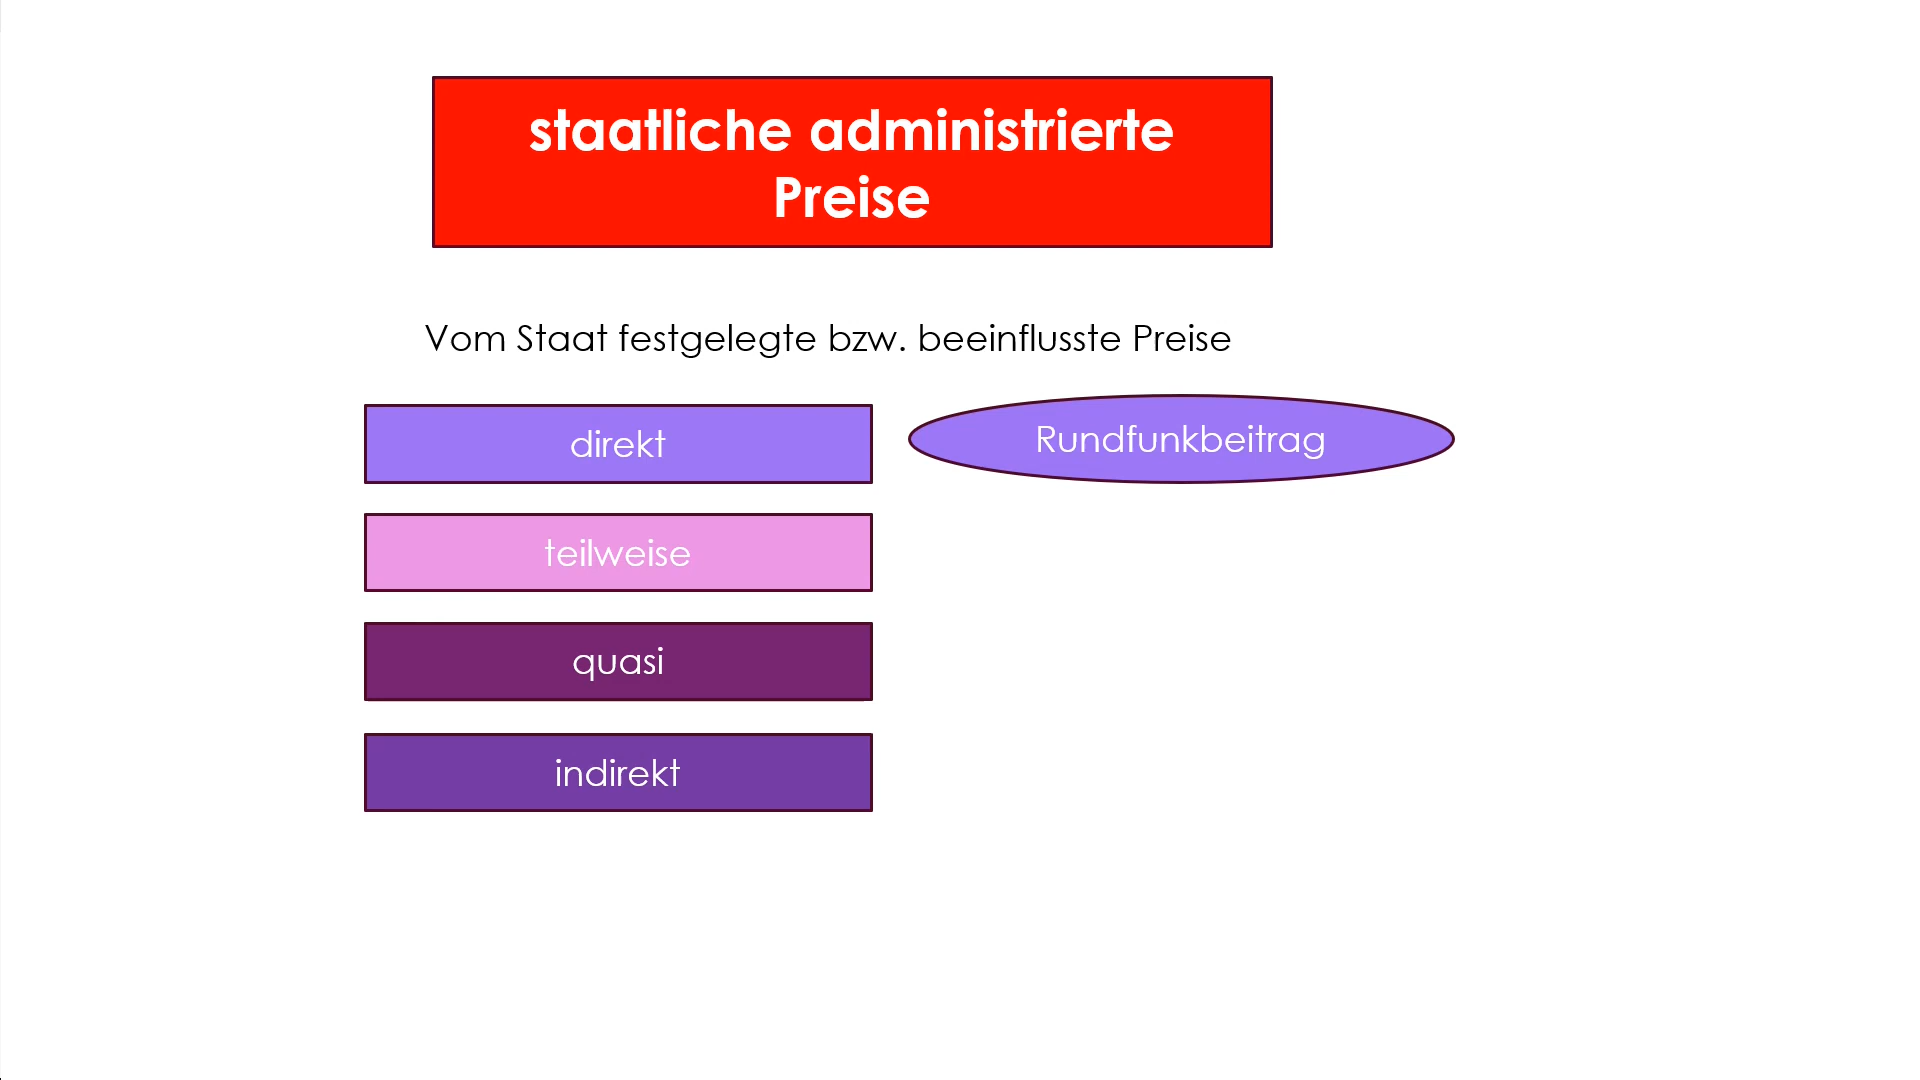 staatliche administrierte
Preise
Vom Staat festgelegte bzw. beeinflusste Preise
direkt
Rundfunkbeitrag
teilweise
quasi
indirekt